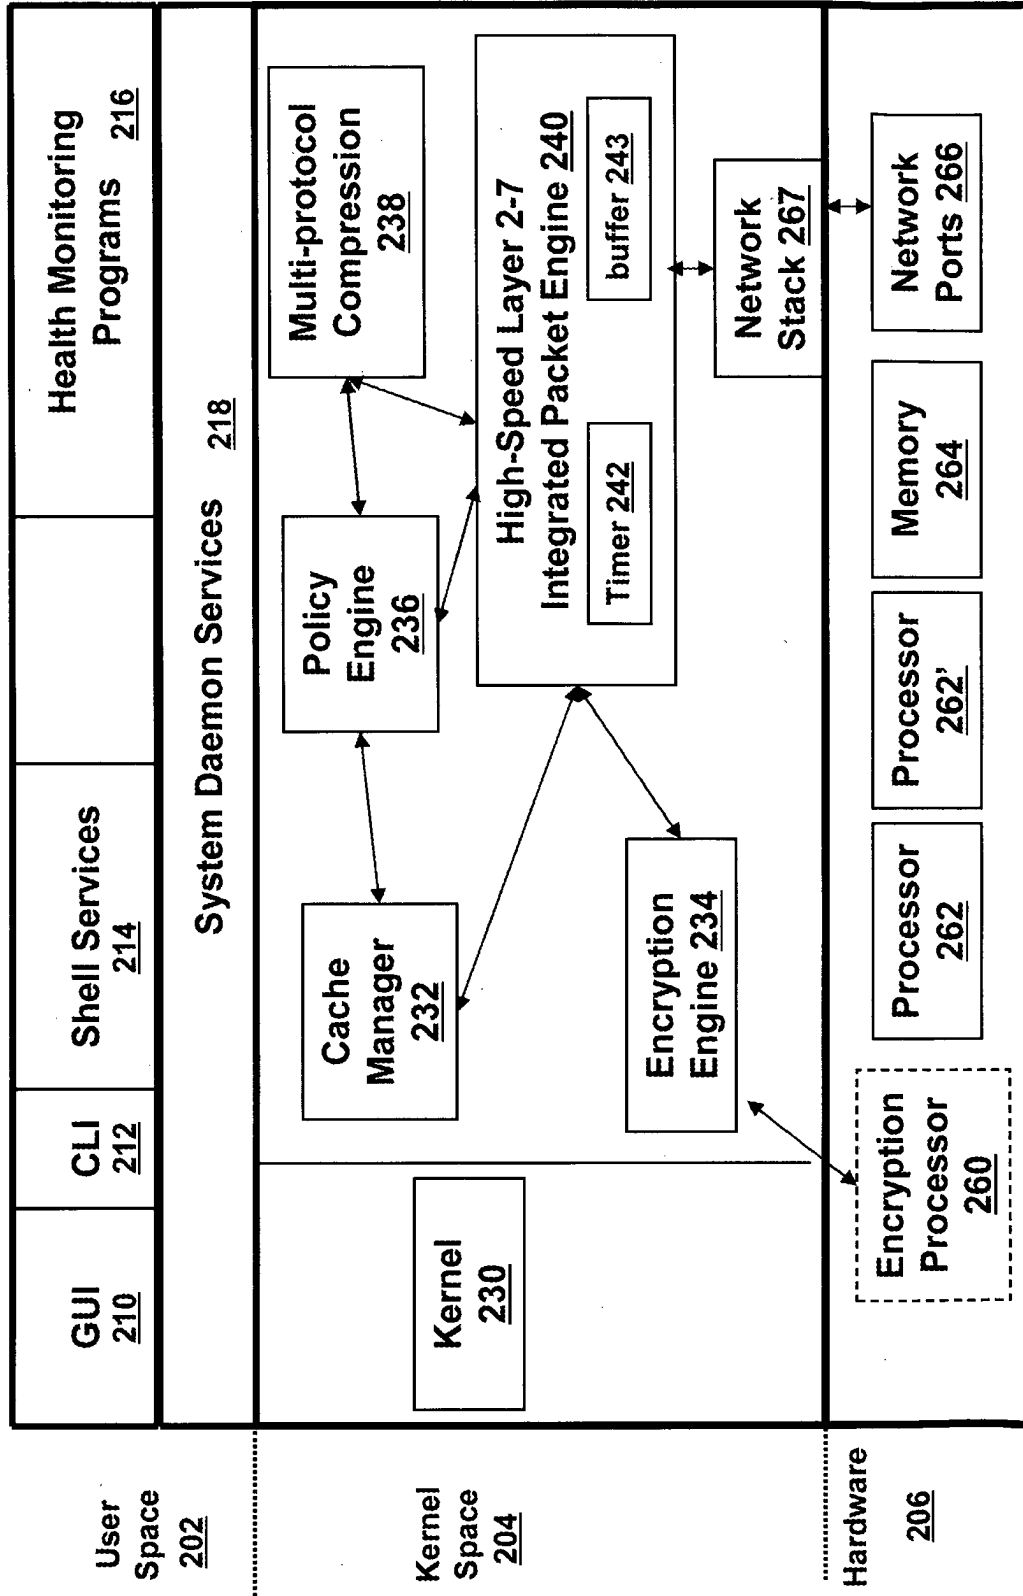 User
Space
202
GUI
210
CLI
212
Shell Services
214
Health Monitoring
Programs 216
System Daemon Services 218
Kernel
Space
204
Kernel
230
Cache
Manager
232
Policy
Engine
236
Multi-protocol
Compression
238
High-Speed Layer 2-7
Integrated Packet Engine 240
Timer 242
buffer 243
Encryption
Engine 234
Network
Stack 267
Hardware
206
Encryption
Processor
260
Processor
262
Processor
262'
Memory
264
Network
Ports 266